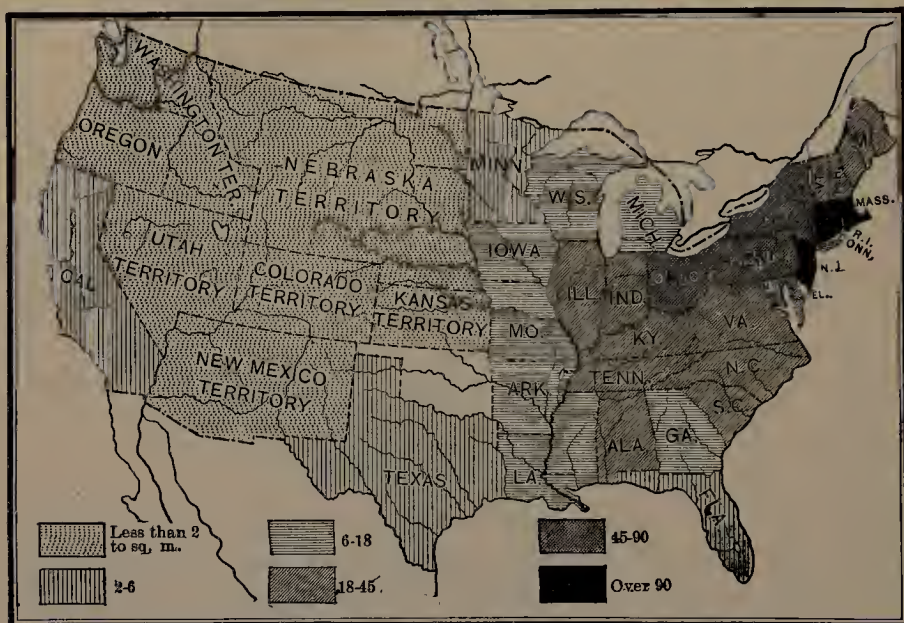 WASHINGTON TER.
OREGON
NEBRASKA
TERRITORY
MINN
WIS.
MICH.
VT.
MASS.
R.I.
CONN.
N.J.
IOWA
UTAH
TERRITORY
COLORADO
TERRITORY
KANSAS
TERRITORY
CAL
ILL.
IND.
OHIO
MO.
KY.
VA.
NEW MEXICO
TERRITORY
TENN.
N.C.
ARK.
S.C.
ALA.
GA.
TEXAS
LA.
Less than 2
to sq. m.
6-18
45-90
2-6
18-45
Over 90